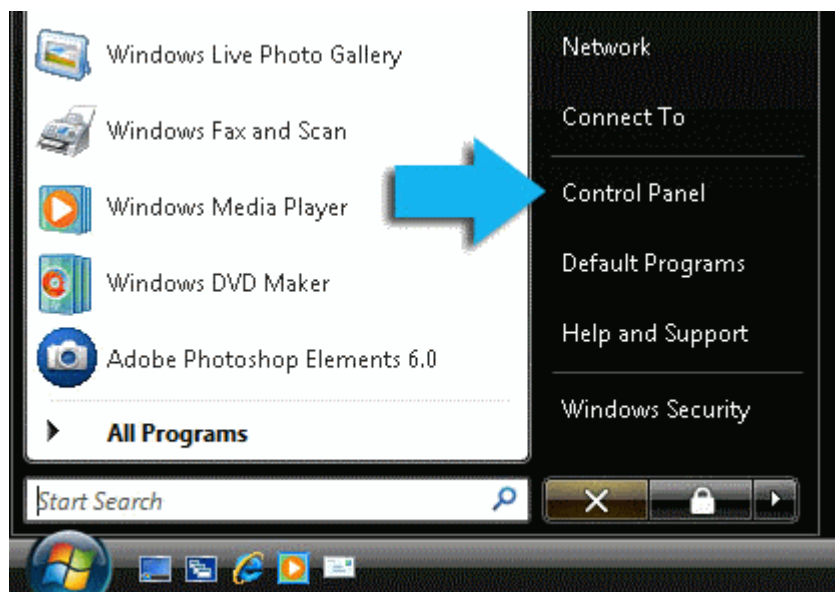 Windows Live Photo Gallery
Windows Fax and Scan
Windows Media Player
Windows DVD Maker
Adobe Photoshop Elements 6.0
All Programs
Start Search
Network
Connect To
Control Panel
Default Programs
Help and Support
Windows Security